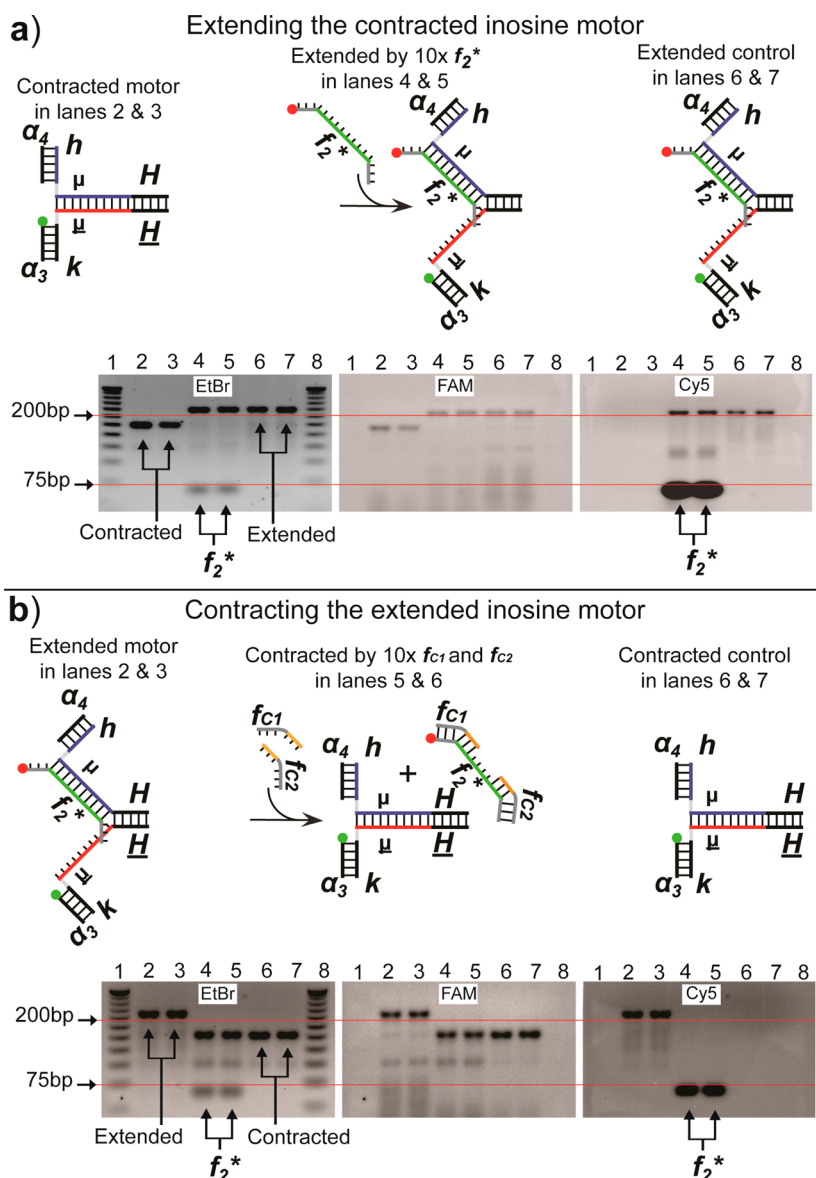 a) Extending the contracted inosine motor
Contracted motor
in lanes 2 & 3
Extended by 10x f2*
in lanes 4 & 5
Extended control
in lanes 6 & 7
α4 h
µ H
µ H
α3 k
f2*
α4 h
µ
f2*
µ
k
α3
α4 h
µ
f2*
µ
k
α3
1 2 3 4 5 6 7 8
EtBr
1 2 3 4 5 6 7 8
FAM
1 2 3 4 5 6 7 8
Cy5
200bp
75bp
Contracted
f2*
Extended
f2*
b) Contracting the extended inosine motor
Extended motor
in lanes 2 & 3
Contracted by 10x fC1 and fC2
in lanes 5 & 6
Contracted control
in lanes 6 & 7
α4 h
µ H
f2* H
µ
k
α3
fC1
fC2
α4 h
µ H
µ H
α3 k
+
fC1
f2*
fC2
α4 h
µ H
µ H
α3 k
1 2 3 4 5 6 7 8
EtBr
1 2 3 4 5 6 7 8
FAM
1 2 3 4 5 6 7 8
Cy5
200bp
75bp
Extended
f2*
Contracted
f2*